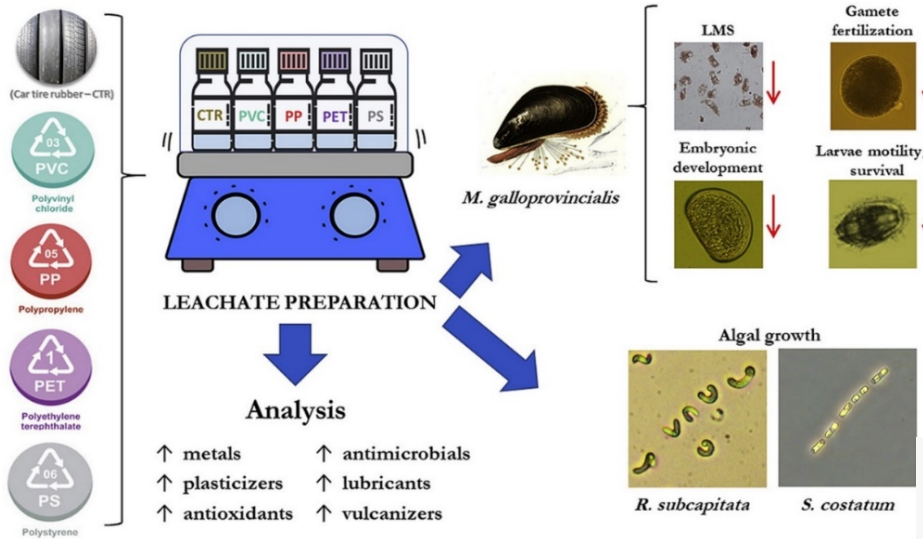 (Car tire rubber – CTR)
03
PVC
Polyvinyl
chloride
05
PP
Polypropylene
1
PET
Polyethylene
terephthalate
06
PS
Polystyrene
CTR
PVC
PP
PET
PS
LEACHATE PREPARATION
Analysis
↑ metals
↑ plasticizers
↑ antioxidants
↑ antimicrobials
↑ lubricants
↑ vulcanizers
M. galloprovincialis
LMS
Gamete
fertilization
Embryonic
development
Larvae motility
survival
Algal growth
R. subcapitata
S. costatum